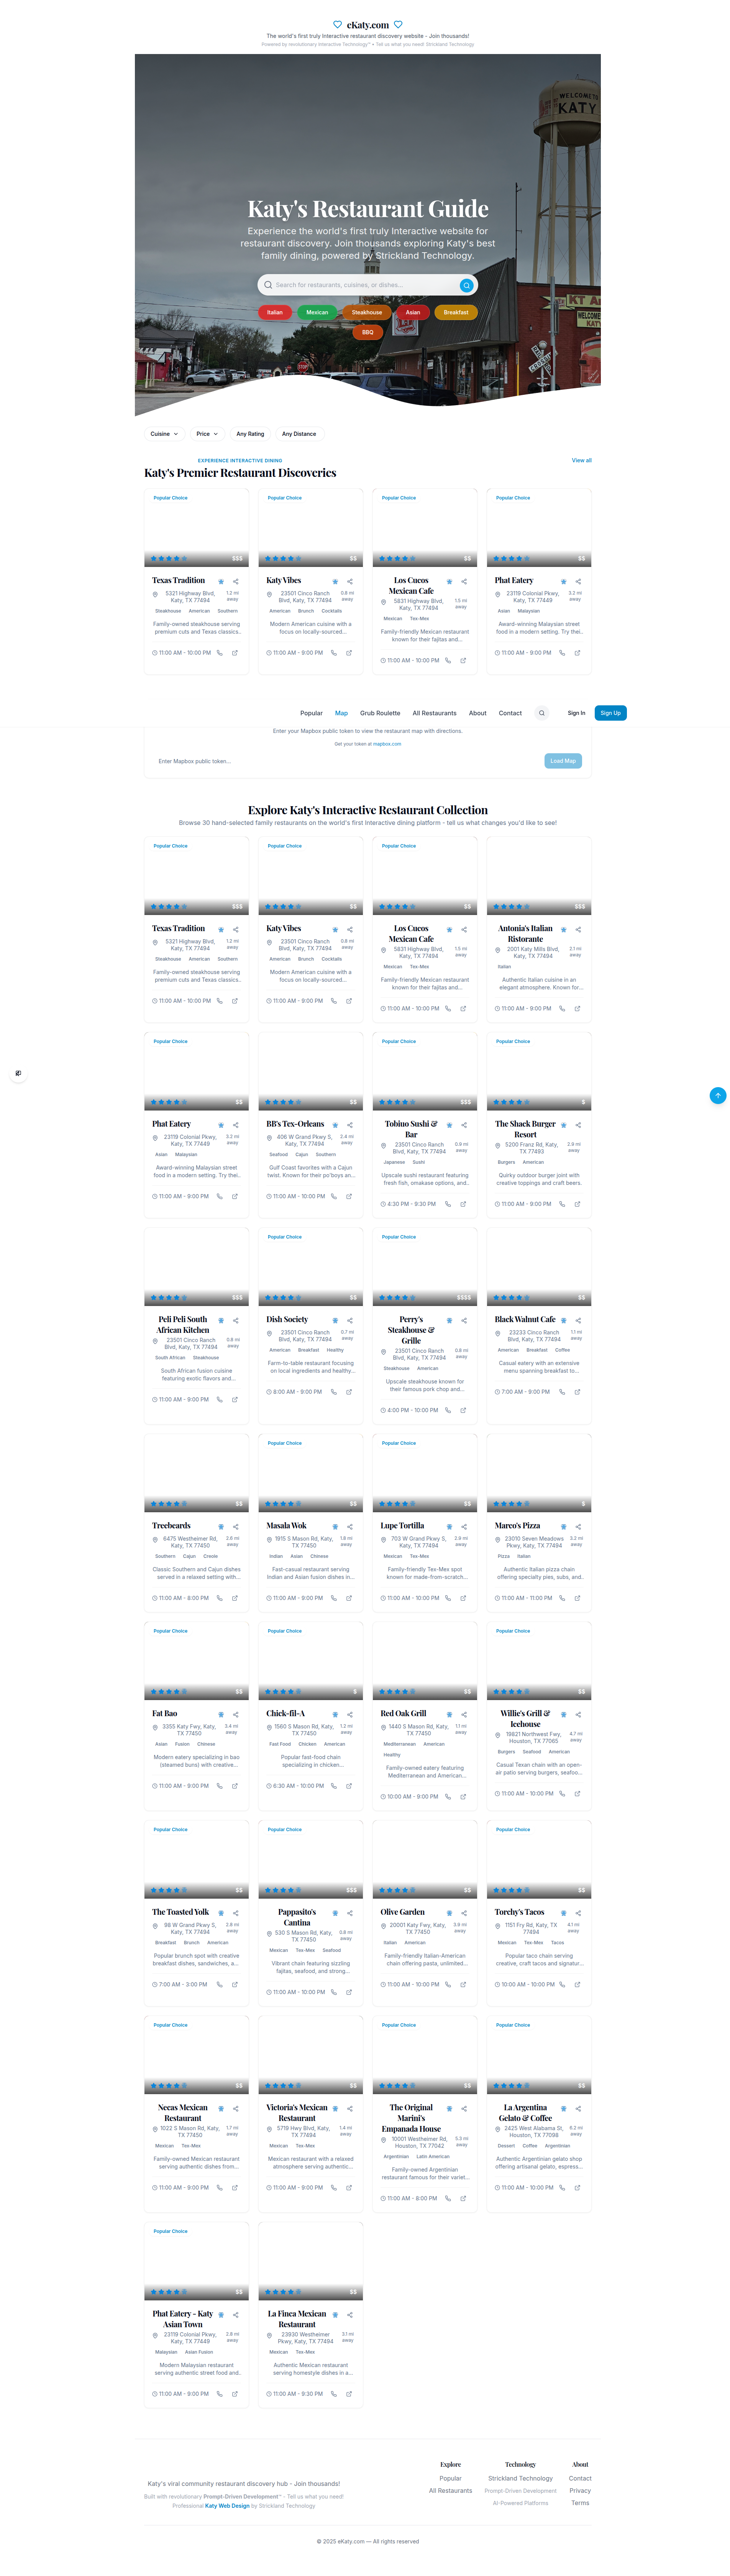 eKaty.com
The world's first truly Interactive restaurant discovery website - Join thousands!
Powered by revolutionary Interactive Technology™ • Tell us what you need! Strickland Technology
WELCOME TO
KATY
Katy's Restaurant Guide
Experience the world's first truly Interactive website for
restaurant discovery. Join thousands exploring Katy's best
family dining, powered by Strickland Technology.
Search for restaurants, cuisines, or dishes...
Italian
Mexican
Steakhouse
Asian
Breakfast
BBQ
Cuisine
Price
Any Rating
Any Distance
EXPERIENCE INTERACTIVE DINING
View all
Katy's Premier Restaurant Discoveries
Popular Choice
$$$
Texas Tradition
5321 Highway Blvd,
Katy, TX 77494
1.2 mi
away
Steakhouse American Southern
Family-owned steakhouse serving
premium cuts and Texas classics..
11:00 AM - 10:00 PM
Popular Choice
$$
Katy Vibes
23501 Cinco Ranch
Blvd, Katy, TX 77494
0.8 mi
away
American Brunch Cocktails
Modern American cuisine with a
focus on locally-sourced...
11:00 AM - 9:00 PM
Popular Choice
$$
Los Cucos
Mexican Cafe
5831 Highway Blvd,
Katy, TX 77494
1.5 mi
away
Mexican Tex-Mex
Family-friendly Mexican restaurant
known for their fajitas and...
11:00 AM - 10:00 PM
Popular Choice
$$
Phat Eatery
23119 Colonial Pkwy,
Katy, TX 77449
3.2 mi
away
Asian Malaysian
Award-winning Malaysian street
food in a modern setting. Try thei..
11:00 AM - 9:00 PM
Popular
Map
Grub Roulette
All Restaurants
About
Contact
Sign In
Sign Up
Enter your Mapbox public token to view the restaurant map with directions.
Get your token at mapbox.com
Enter Mapbox public token...
Load Map
Explore Katy's Interactive Restaurant Collection
Browse 30 hand-selected family restaurants on the world's first Interactive dining platform - tell us what changes you'd like to see!
Popular Choice
$$$
Texas Tradition
5321 Highway Blvd,
Katy, TX 77494
1.2 mi
away
Steakhouse American Southern
Family-owned steakhouse serving
premium cuts and Texas classics..
11:00 AM - 10:00 PM
Popular Choice
$$
Katy Vibes
23501 Cinco Ranch
Blvd, Katy, TX 77494
0.8 mi
away
American Brunch Cocktails
Modern American cuisine with a
focus on locally-sourced...
11:00 AM - 9:00 PM
Popular Choice
$$
Los Cucos
Mexican Cafe
5831 Highway Blvd,
Katy, TX 77494
1.5 mi
away
Mexican Tex-Mex
Family-friendly Mexican restaurant
known for their fajitas and...
11:00 AM - 10:00 PM
$$$
Antonia's Italian
Ristorante
2001 Katy Mills Blvd,
Katy, TX 77494
2.1 mi
away
Italian
Authentic Italian cuisine in an
elegant atmosphere. Known for...
11:00 AM - 9:00 PM
Popular Choice
$$
Phat Eatery
23119 Colonial Pkwy,
Katy, TX 77449
3.2 mi
away
Asian Malaysian
Award-winning Malaysian street
food in a modern setting. Try thei..
11:00 AM - 9:00 PM
$$
BB's Tex-Orleans
406 W Grand Pkwy S,
Katy, TX 77494
2.4 mi
away
Seafood Cajun Southern
Gulf Coast favorites with a Cajun
twist. Known for their po'boys an...
11:00 AM - 10:00 PM
Popular Choice
$$$
Tobiuo Sushi &
Bar
23501 Cinco Ranch
Blvd, Katy, TX 77494
0.9 mi
away
Japanese Sushi
Upscale sushi restaurant featuring
fresh fish, omakase options, and..
4:30 PM - 9:30 PM
Popular Choice
$
The Shack Burger
Resort
5200 Franz Rd, Katy,
TX 77493
2.9 mi
away
Burgers American
Quirky outdoor burger joint with
creative toppings and craft beers.
11:00 AM - 9:00 PM
$$$
Peli Peli South
African Kitchen
23501 Cinco Ranch
Blvd, Katy, TX 77494
0.8 mi
away
South African Steakhouse
South African fusion cuisine
featuring exotic flavors and...
11:00 AM - 9:00 PM
Popular Choice
$$
Dish Society
23501 Cinco Ranch
Blvd, Katy, TX 77494
0.7 mi
away
American Breakfast Healthy
Farm-to-table restaurant focusing
on local ingredients and healthy...
8:00 AM - 9:00 PM
Popular Choice
$$$$
Perry's
Steakhouse &
Grille
23501 Cinco Ranch
Blvd, Katy, TX 77494
0.8 mi
away
Steakhouse American
Upscale steakhouse known for
their famous pork chop and...
4:00 PM - 10:00 PM
$$
Black Walnut Cafe
23233 Cinco Ranch
Blvd, Katy, TX 77494
1.1 mi
away
American Breakfast Coffee
Casual eatery with an extensive
menu spanning breakfast to...
7:00 AM - 9:00 PM
$$
Treebeards
6475 Westheimer Rd,
Katy, TX 77450
2.6 mi
away
Southern Cajun Creole
Classic Southern and Cajun dishes
served in a relaxed setting with...
11:00 AM - 8:00 PM
Popular Choice
$$
Masala Wok
1915 S Mason Rd, Katy,
TX 77450
1.8 mi
away
Indian Asian Chinese
Fast-casual restaurant serving
Indian and Asian fusion dishes in...
11:00 AM - 9:00 PM
Popular Choice
$$
Lupe Tortilla
703 W Grand Pkwy S,
Katy, TX 77494
2.8 mi
away
Mexican Tex-Mex
Family-friendly Tex-Mex spot
known for made-from-scratch...
11:00 AM - 10:00 PM
$
Marco's Pizza
23010 Seven Meadows
Pkwy, Katy, TX 77494
3.2 mi
away
Pizza Italian
Authentic Italian pizza chain
offering specialty pies, subs, and..
11:00 AM - 11:00 PM
Popular Choice
$$
Fat Bao
3355 Katy Fwy, Katy,
TX 77450
3.4 mi
away
Asian Fusion Chinese
Modern eatery specializing in bao
(steamed buns) with creative...
11:00 AM - 9:00 PM
Popular Choice
$
Chick-fil-A
1560 S Mason Rd, Katy,
TX 77450
1.2 mi
away
Fast Food Chicken American
Popular fast-food chain
specializing in chicken...
6:30 AM - 10:00 PM
$$
Red Oak Grill
1440 S Mason Rd, Katy,
TX 77450
1.1 mi
away
Mediterranean American
Healthy
Family-owned eatery featuring
Mediterranean and American...
10:00 AM - 9:00 PM
Popular Choice
$$
Willie's Grill &
Icehouse
19821 Northwest Fwy,
Houston, TX 77065
4.7 mi
away
Burgers Seafood American
Casual Texan chain with an open-
air patio serving burgers, seafoo...
11:00 AM - 10:00 PM
Popular Choice
$$
The Toasted Yolk
98 W Grand Pkwy S,
Katy, TX 77494
2.9 mi
away
Breakfast Brunch American
Popular brunch spot with creative
breakfast dishes, sandwiches, a...
7:00 AM - 3:00 PM
Popular Choice
$$$
Pappasito's
Cantina
530 S Mason Rd, Katy,
TX 77450
0.8 mi
away
Mexican Tex-Mex Seafood
Vibrant chain featuring sizzling
fajitas, seafood, and strong...
11:00 AM - 10:00 PM
$$
Olive Garden
20001 Katy Fwy, Katy,
TX 77450
3.6 mi
away
Italian American
Family-friendly Italian-American
chain offering pasta, unlimited...
11:00 AM - 10:00 PM
Popular Choice
$$
Torchy's Tacos
1151 Fry Rd, Katy, TX
77494
4.1 mi
away
Mexican Tex-Mex Tacos
Popular taco chain serving
creative, craft tacos and signatur...
10:00 AM - 10:00 PM
Popular Choice
$$
Necas Mexican
Restaurant
1022 S Mason Rd, Katy,
TX 77450
1.7 mi
away
Mexican Tex-Mex
Family-owned Mexican restaurant
serving authentic dishes from...
11:00 AM - 9:00 PM
$$
Victoria's Mexican
Restaurant
5719 Hwy Blvd, Katy,
TX 77494
1.4 mi
away
Mexican Tex-Mex
Mexican restaurant with a relaxed
atmosphere serving authentic...
11:00 AM - 9:00 PM
Popular Choice
$$
The Original
Marini's
Empanada House
10001 Westheimer Rd,
Houston, TX 77042
5.3 mi
away
Argentinian Latin American
Family-owned Argentinian
restaurant famous for their variet...
11:00 AM - 8:00 PM
Popular Choice
$$
La Argentina
Gelato & Coffee
2425 West Alabama St,
Houston, TX 77098
6.2 mi
away
Dessert Coffee Argentinian
Authentic Argentinian gelato shop
offering artisanal gelato, espress...
11:00 AM - 10:00 PM
Popular Choice
$$
Phat Eatery - Katy
Asian Town
23119 Colonial Pkwy,
Katy, TX 77449
2.8 mi
away
Malaysian Asian Fusion
Modern Malaysian restaurant
serving authentic street food and..
11:00 AM - 9:00 PM
$$
La Finca Mexican
Restaurant
23930 Westheimer
Pkwy, Katy, TX 77494
3.1 mi
away
Mexican Tex-Mex
Authentic Mexican restaurant
serving homestyle dishes in a...
11:00 AM - 9:30 PM
Katy's viral community restaurant discovery hub - Join thousands!
Built with revolutionary Prompt-Driven Development™ - Tell us what you need!
Professional Katy Web Design by Strickland Technology
Explore
Popular
All Restaurants
Technology
Strickland Technology
Prompt-Driven Development
AI-Powered Platforms
About
Contact
Privacy
Terms
© 2025 eKaty.com — All rights reserved